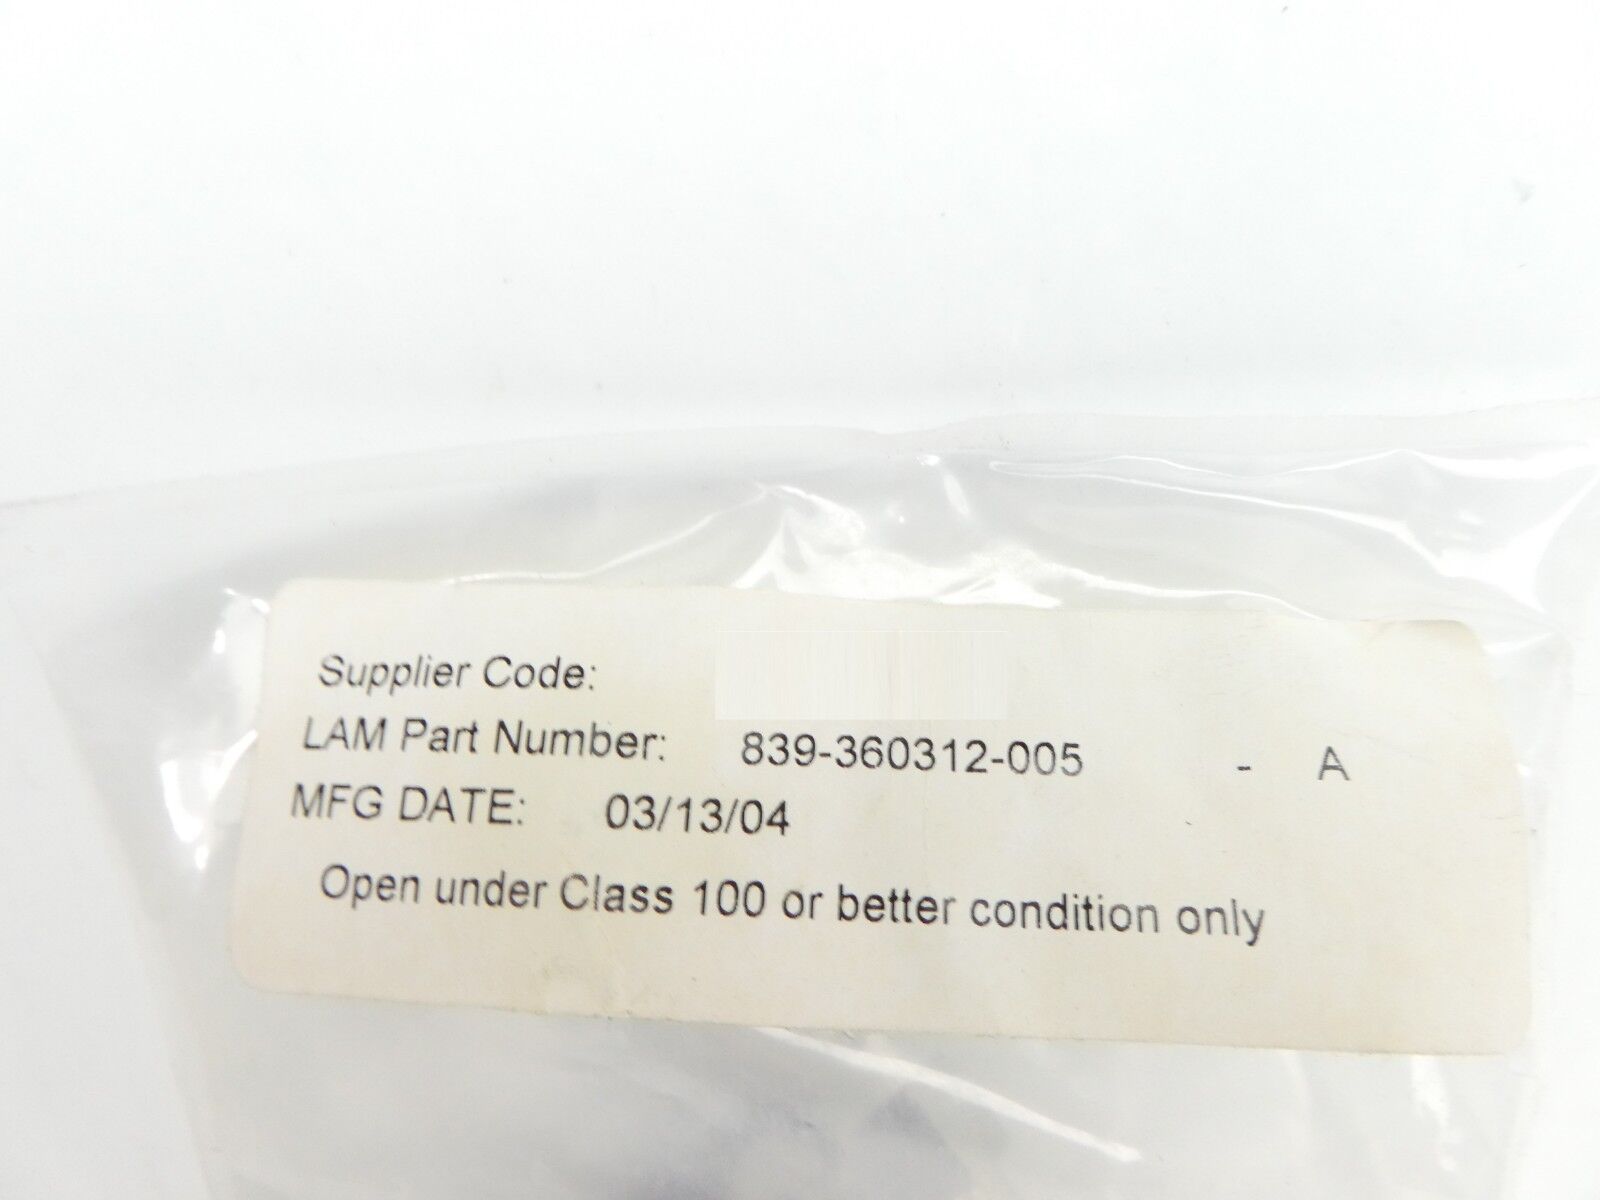 Supplier Code:
LAM Part Number: 839-360312-005 - A
MFG DATE: 03/13/04
Open under Class 100 or better condition only